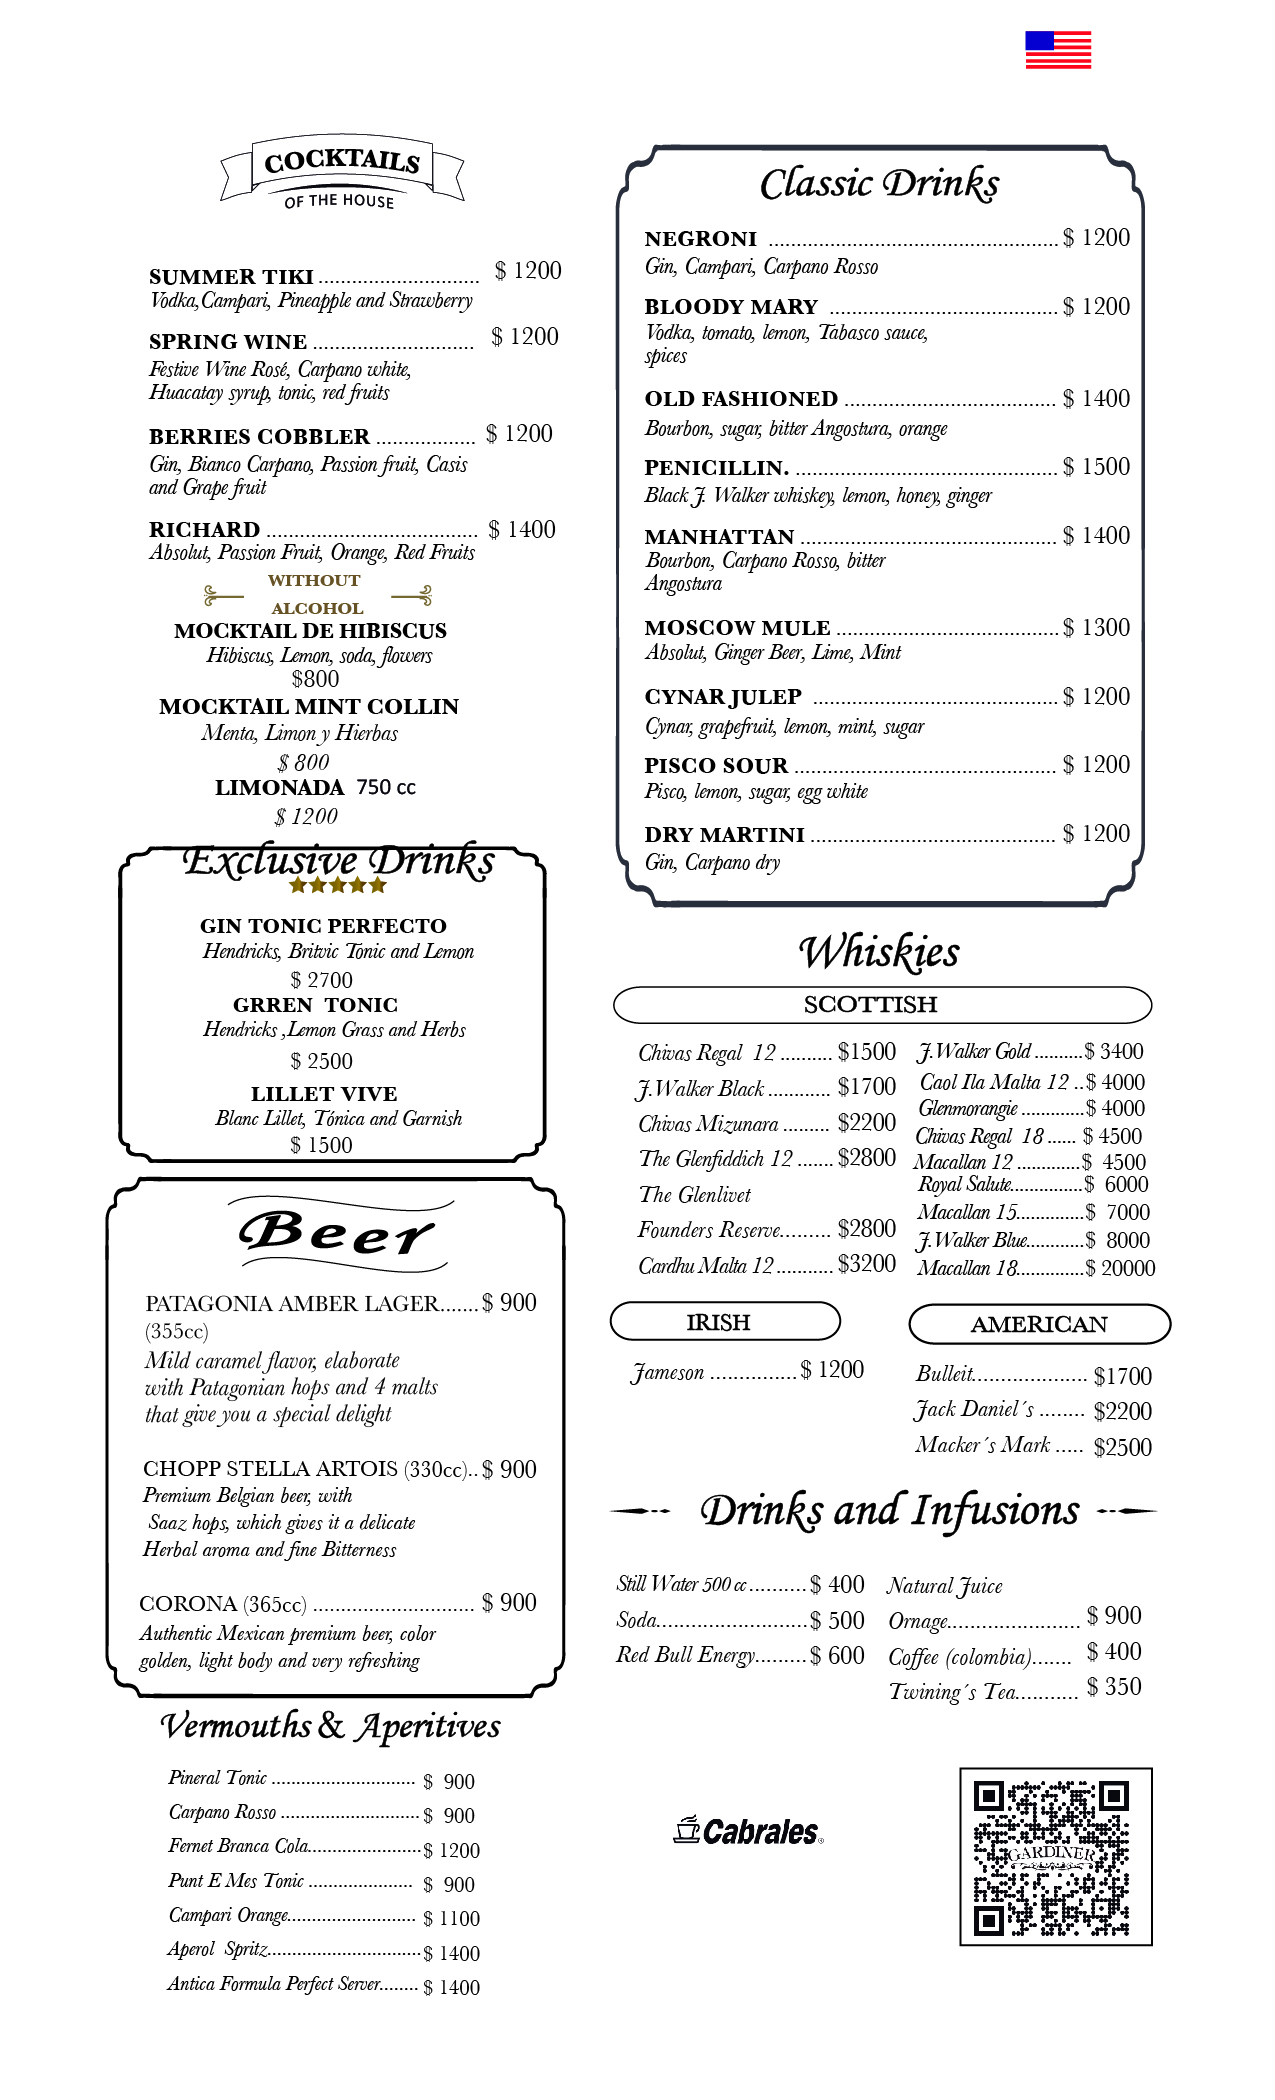 COCKTAILS
OF THE HOUSE
SUMMER TIKI ............................. $ 1200
Vodka,Campari, Pineapple and Strawberry
SPRING WINE ............................. $ 1200
Festive Wine Rosé, Carpano white,
Huacatay syrup, tonic, red fruits
BERRIES COBBLER .................. $ 1200
Gin, Bianco Carpano, Passion fruit, Casis
and Grape fruit
RICHARD ...................................... $ 1400
Absolut, Passion Fruit, Orange, Red Fruits
WITHOUT
ALCOHOL
MOCKTAIL DE HIBISCUS
Hibiscus, Lemon, soda, flowers
$800
MOCKTAIL MINT COLLIN
Menta, Limon y Hierbas
$ 800
LIMONADA 750 cc
$ 1200
Exclusive Drinks
GIN TONIC PERFECTO
Hendricks, Britvic Tonic and Lemon
$ 2700
GRREN TONIC
Hendricks ,Lemon Grass and Herbs
$ 2500
LILLET VIVE
Blanc Lillet, Tónica and Garnish
$ 1500
Beer
PATAGONIA AMBER LAGER.......$ 900
(355cc)
Mild caramel flavor, elaborate
with Patagonian hops and 4 malts
that give you a special delight
CHOPP STELLA ARTOIS (330cc)..$ 900
Premium Belgian beer, with
Saaz hops, which gives it a delicate
Herbal aroma and fine Bitterness
CORONA (365cc) ............................. $ 900
Authentic Mexican premium beer, color
golden, light body and very refreshing
Vermouths & Aperitives
Pineral Tonic ............................. $ 900
Carpano Rosso ............................ $ 900
Fernet Branca Cola....................... $ 1200
Punt E Mes Tonic ..................... $ 900
Campari Orange.......................... $ 1100
Aperol Spritz............................... $ 1400
Antica Formula Perfect Server........ $ 1400
Classic Drinks
NEGRONI .................................................... $ 1200
Gin, Campari, Carpano Rosso
BLOODY MARY ......................................... $ 1200
Vodka, tomato, lemon, Tabasco sauce,
spices
OLD FASHIONED ...................................... $ 1400
Bourbon, sugar, bitter Angostura, orange
PENICILLIN. ............................................... $ 1500
Black J. Walker whiskey, lemon, honey, ginger
MANHATTAN .............................................. $ 1400
Bourbon, Carpano Rosso, bitter
Angostura
MOSCOW MULE ........................................ $ 1300
Absolut, Ginger Beer, Lime, Mint
CYNAR JULEP ............................................ $ 1200
Cynar, grapefruit, lemon, mint, sugar
PISCO SOUR ............................................... $ 1200
Pisco, lemon, sugar, egg white
DRY MARTINI ............................................ $ 1200
Gin, Carpano dry
Whiskies
SCOTTISH
Chivas Regal 12 .......... $1500
J.Walker Black ............ $1700
Chivas Mizunara ......... $2200
The Glenfiddich 12 ....... $2800
The Glenlivet
Founders Reserve......... $2800
Cardhu Malta 12 ........... $3200
J.Walker Gold ..........$ 3400
Caol Ila Malta 12 ..$ 4000
Glenmorangie .............$ 4000
Chivas Regal 18 ...... $ 4500
Macallan 12 .............$ 4500
Royal Salute...............$ 6000
Macallan 15..............$ 7000
J.Walker Blue............$ 8000
Macallan 18..............$ 20000
IRISH
Jameson ...............$ 1200
AMERICAN
Bulleit..................... $1700
Jack Daniel´s ........ $2200
Macker´s Mark ..... $2500
Drinks and Infusions
Still Water 500 cc ..........$ 400
Soda...........................$ 500
Red Bull Energy.........$ 600
Natural Juice
Ornage........................ $ 900
Coffee (colombia)....... $ 400
Twining´s Tea........... $ 350
Cabrales®
GARDINER